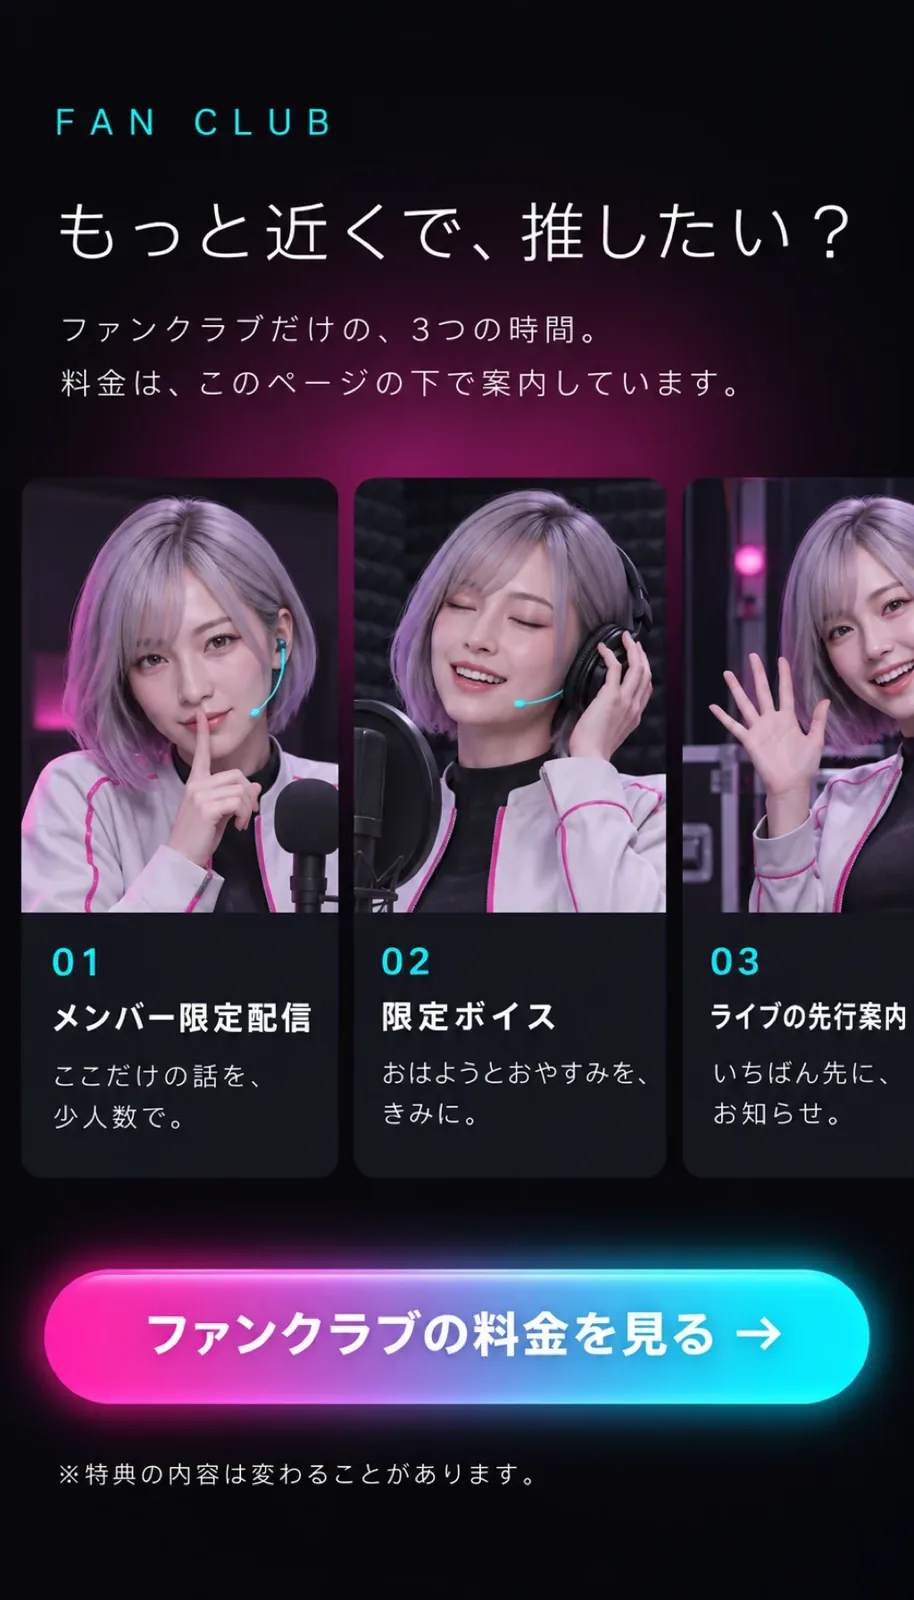 FAN CLUB
もっと近くで、推したい？
ファンクラブだけの、3つの時間。
料金は、このページの下で案内しています。
01
メンバー限定配信
ここだけの話を、
少人数で。
02
限定ボイス
おはようとおやすみを、
きみに。
03
ライブの先行案内
いちばん先に、
お知らせ。
ファンクラブの料金を見る →
※特典の内容は変わることがあります。